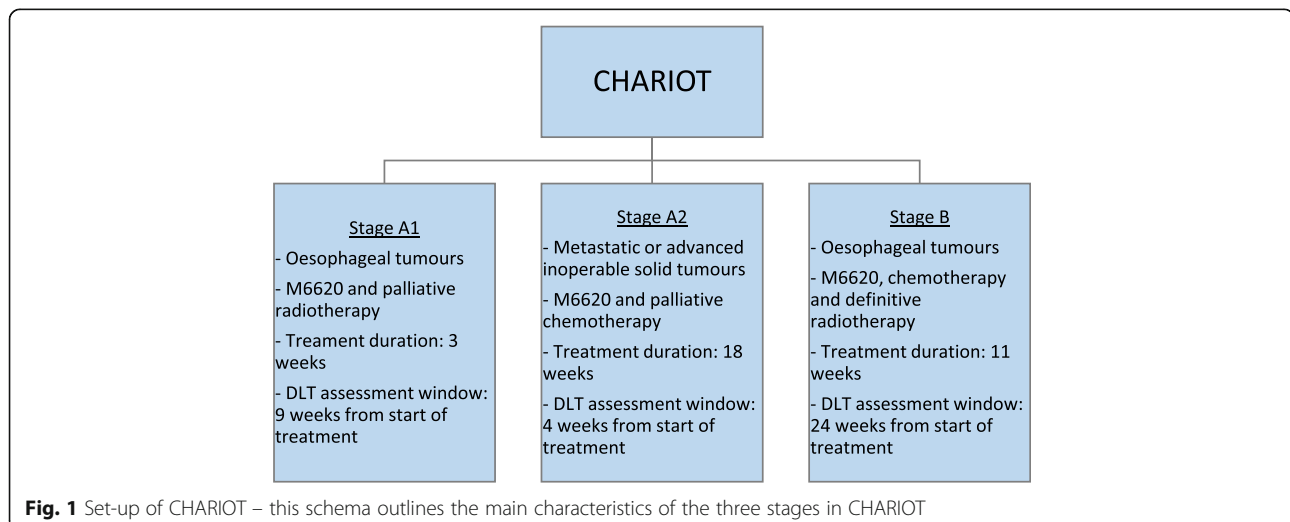 CHARIOT
Stage A1
- Oesophageal tumours
- M6620 and palliative
radiotherapy
- Treament duration: 3
weeks
- DLT assessment window:
9 weeks from start of
treatment
Stage A2
- Metastatic or advanced
inoperable solid tumours
- M6620 and palliative
chemotherapy
- Treatment duration: 18
weeks
- DLT assessment window:
4 weeks from start of
treatment
Stage B
- Oesophageal tumours
- M6620, chemotherapy
and definitive
radiotherapy
- Treatment duration: 11
weeks
- DLT assessment window:
24 weeks from start of
treatment
Fig. 1 Set-up of CHARIOT – this schema outlines the main characteristics of the three stages in CHARIOT